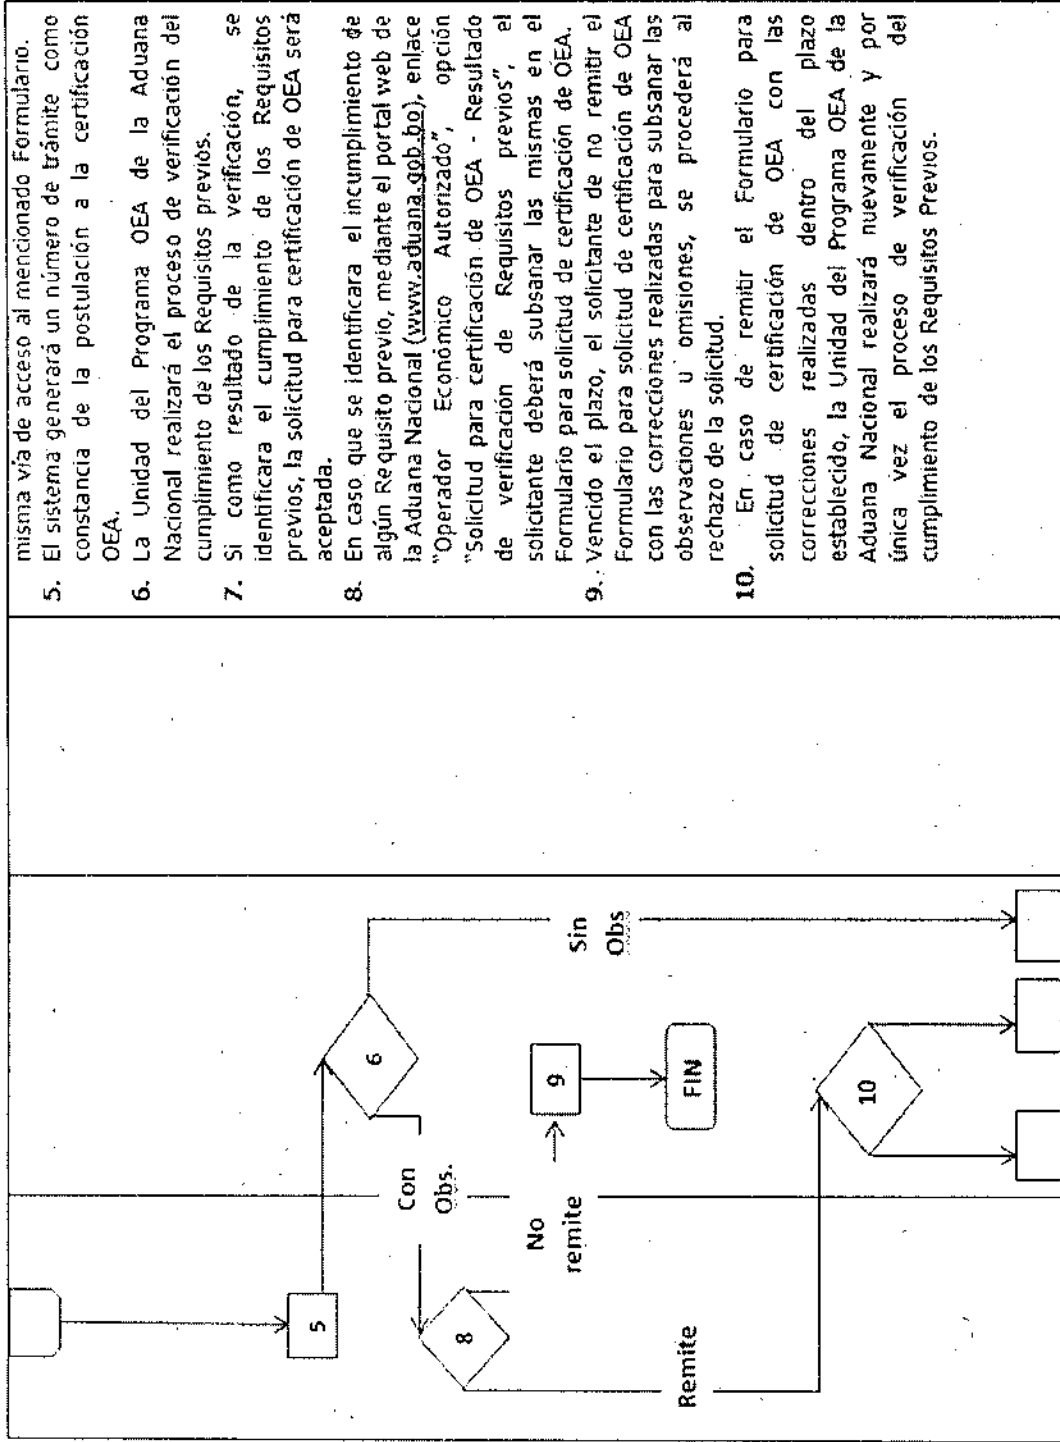 misma vía de acceso al mencionado Formulario.
5. El sistema generará un número de trámite como
constancia de la postulación a la certificación
OEA.
6. La Unidad del Programa OEA de la Aduana
Nacional realizará el proceso de verificación del
cumplimiento de los Requisitos previos.
7. Si como resultado de la verificación, se
identificara el cumplimiento de los Requisitos
previos, la solicitud para certificación de OEA será
aceptada.
8. En caso que se identificara el incumplimiento de
algún Requisito previo, mediante el portal web de
la Aduana Nacional (www.aduana.gob.bo), enlace
"Operador Económico Autorizado", opción
"Solicitud para certificación de OEA - Resultado
de verificación de Requisitos previos", el
solicitante deberá subsanar las mismas en el
Formulario para solicitud de certificación de OEA.
9. Vencido el plazo, el solicitante de no remitir el
Formulario para solicitud de certificación de OEA
con las correcciones realizadas para subsanar las
observaciones u omisiones, se procederá al
rechazo de la solicitud.
10. En caso de remitir el Formulario para
solicitud de certificación de OEA con las
correcciones realizadas dentro del plazo
establecido, la Unidad del Programa OEA de la
Aduana Nacional realizará nuevamente y por
única vez el proceso de verificación del
cumplimiento de los Requisitos Previos.
5
6
Con
Obs.
Sin
Obs
8
No
remite
9
FIN
Remite
10